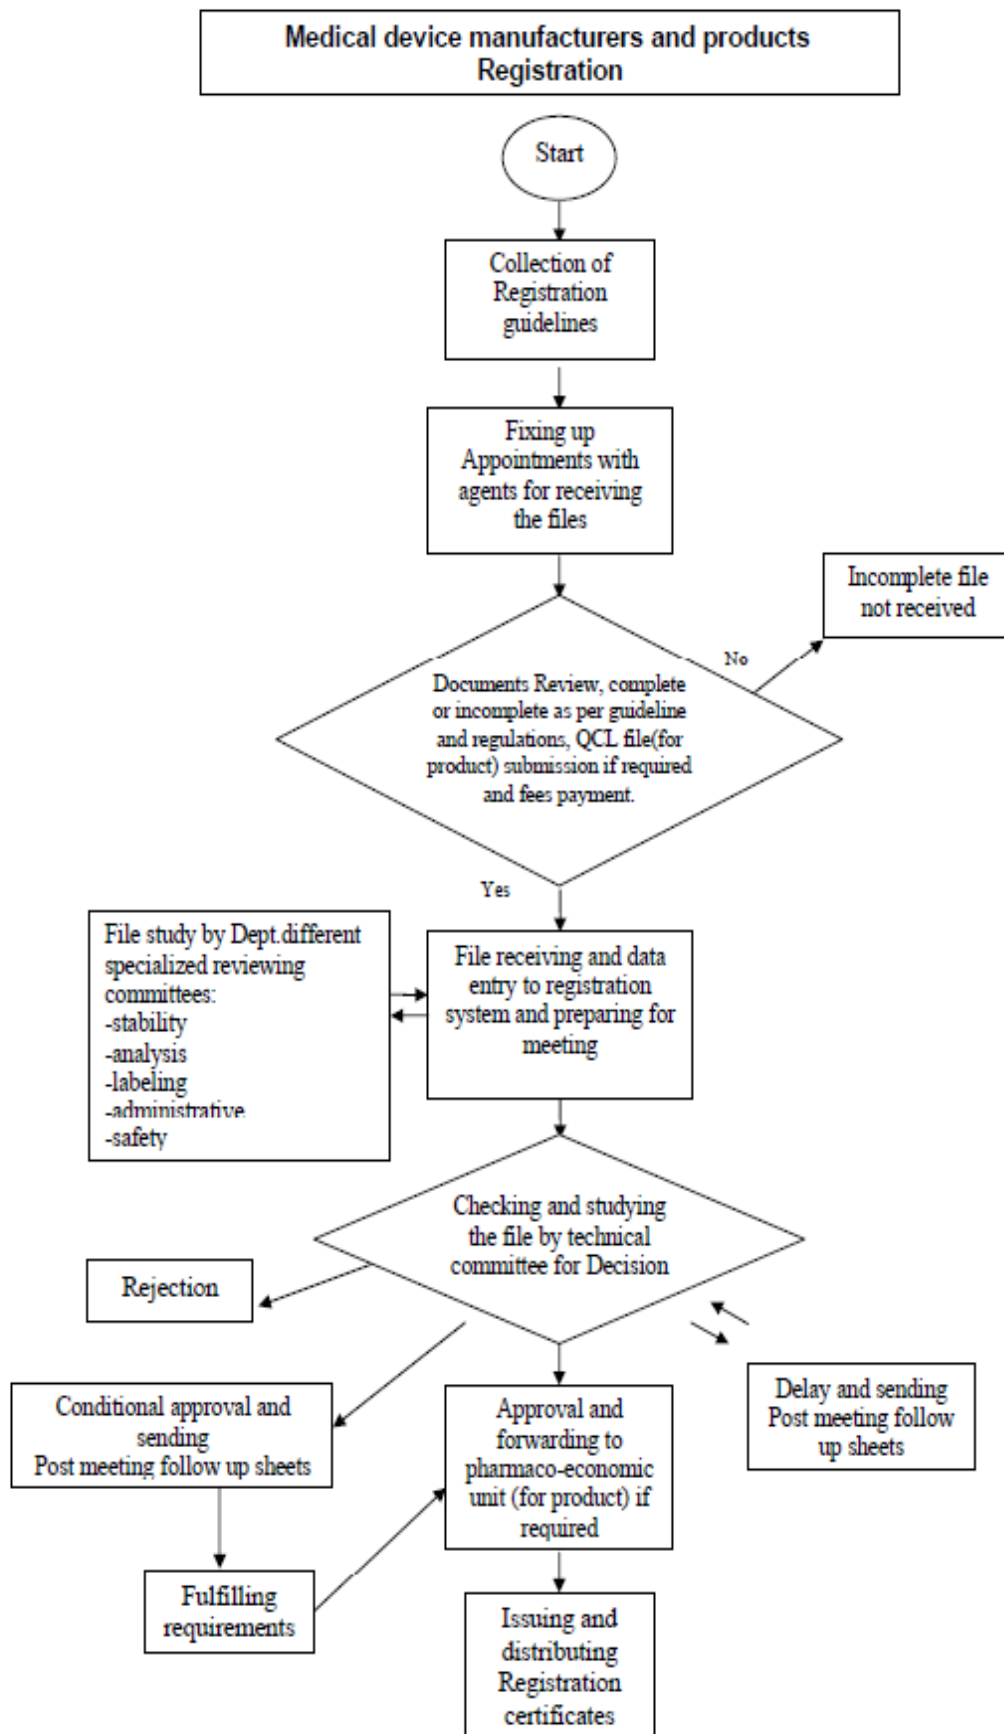 Medical device manufacturers and products
Registration
Start
Collection of
Registration
guidelines
Fixing up
Appointments with
agents for receiving
the files
Incomplete file
not received
No
Documents Review, complete
or incomplete as per guideline
and regulations, QCL file(for
product) submission if required
and fees payment.
Yes
File study by Dept.different
specialized reviewing
committees:
-stability
-analysis
-labeling
-administrative
-safety
File receiving and data
entry to registration
system and preparing for
meeting
Checking and studying
the file by technical
committee for Decision
Rejection
Conditional approval and
sending
Post meeting follow up sheets
Approval and
forwarding to
pharmaco-economic
unit (for product) if
required
Delay and sending
Post meeting follow
up sheets
Fulfilling
requirements
Issuing and
distributing
Registration
certificates